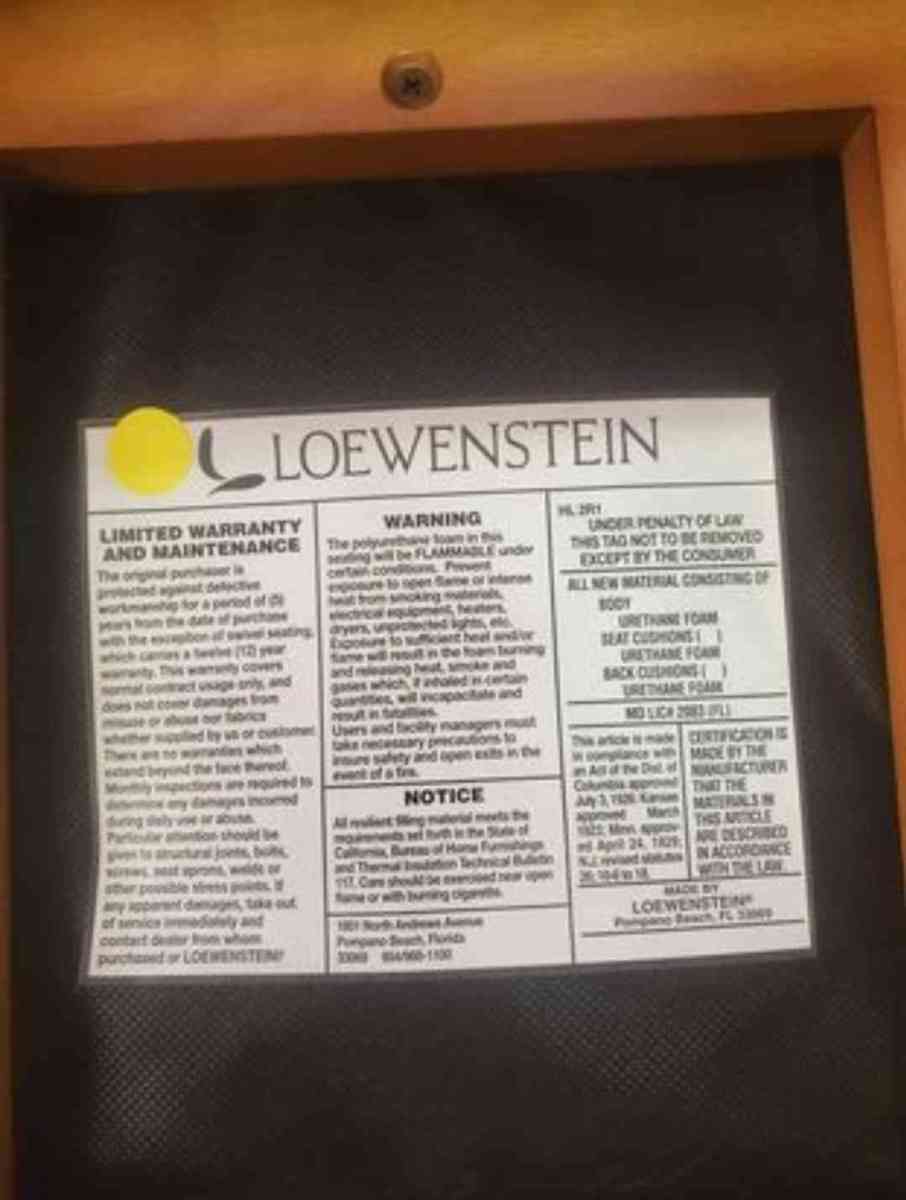 LOEWENSTEIN
LIMITED WARRANTY
AND MAINTENANCE
The original purchaser is
protected against defective
workmanship for a period of (5)
years from the date of purchase
with the exception of swivel seating,
which carries a twelve (12) year
warranty. This warranty covers
normal contract usage only, and
does not cover damages from
misuse or abuse nor fabrics
whether supplied by us or customer.
There are no warranties which
extend beyond the face thereof.
Monthly inspections are required to
determine any damages incurred
during daily use or abuse.
Particular attention should be
given to structural joints, bolts,
screws, seat aprons, welds or
other possible stress points. If
any apparent damages, take out
of service immediately and
contact dealer from whom
purchased or LOEWENSTEIN
WARNING
The polyurethane foam in this
seating will be FLAMMABLE under
certain conditions. Prevent
exposure to open flame or intense
heat from smoking materials,
electrical equipment, heaters,
dryers, unprotected lights, etc.
Exposure to sufficient heat and/or
flame will result in the foam burning
and releasing heat, smoke and
gases which, if inhaled in certain
quantities, will incapacitate and
result in fatalities.
Users and facility managers must
take necessary precautions to
insure safety and open exits in the
event of a fire.
NOTICE
All resilient filling material meets the
requirements set forth in the State of
California, Bureau of Home Furnishings
and Thermal Insulation Technical Bulletin
117. Care should be exercised near open
flame or with burning cigarettes.
1801 North Andrews Avenue
Pompano Beach, Florida
33069 954/960-1100
HL 2R1
UNDER PENALTY OF LAW
THIS TAG NOT TO BE REMOVED
EXCEPT BY THE CONSUMER
ALL NEW MATERIAL CONSISTING OF
BODY
URETHANE FOAM
SEAT CUSHIONS ( )
URETHANE FOAM
BACK CUSHIONS ( )
URETHANE FOAM
MD LIC# (FL)
This article is made
in compliance with
an Act of the Dist. of
Columbia approved
July 3, 1926; Kansas
approved March
1923; Minn. approv-
ed April 24, 1929;
N.J. revised statutes
26; 10-6 to 18.
CERTIFICATION IS
MADE BY THE
MANUFACTURER
THAT THE
MATERIALS IN
THIS ARTICLE
ARE DESCRIBED
IN ACCORDANCE
WITH THE LAW
MADE BY
LOEWENSTEIN®
Pompano Beach, FL 33069